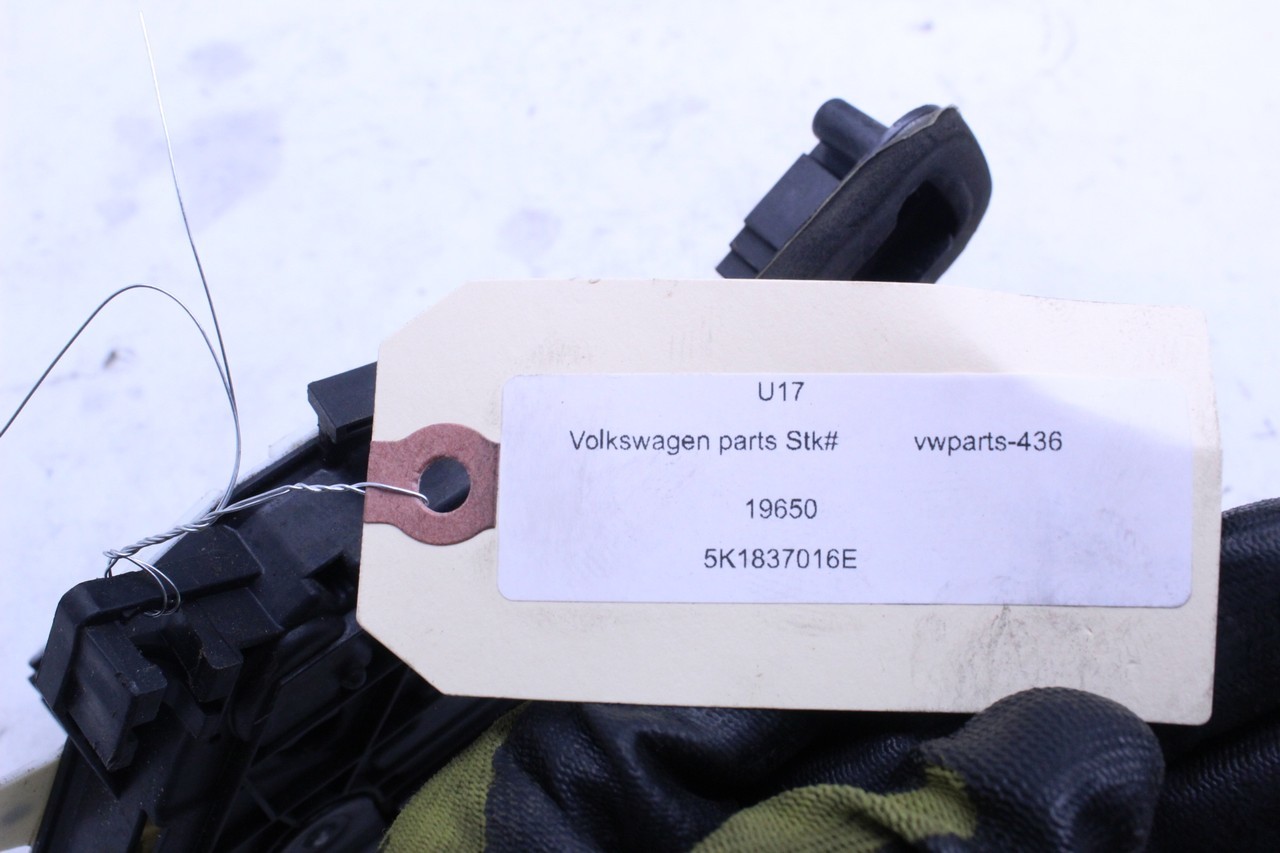 U17
Volkswagen parts Stk# vwparts-436
19650
5K1837016E